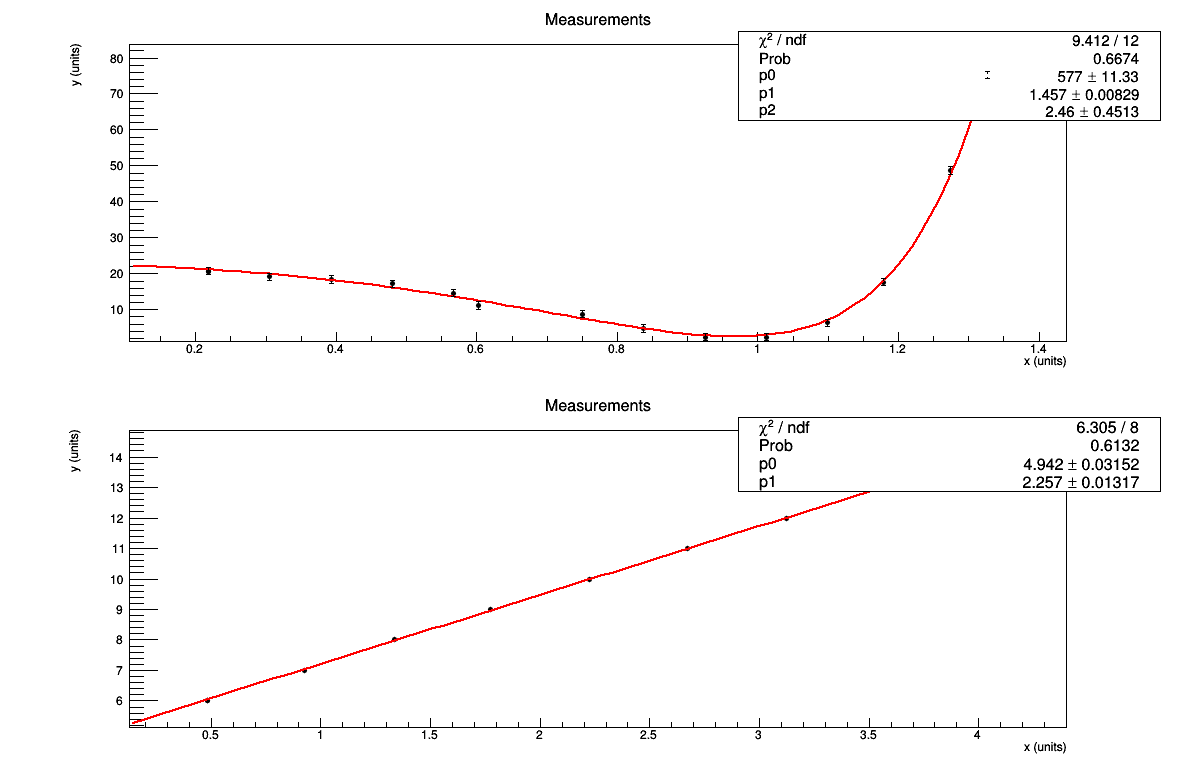 Measurements
y (units)
χ² / ndf 9.412 / 12
Prob 0.6674
p0 577 ± 11.33
p1 1.457 ± 0.00829
p2 2.46 ± 0.4513
80
70
60
50
40
30
20
10
0.2 0.4 0.6 0.8 1 1.2 1.4
x (units)
Measurements
y (units)
χ² / ndf 6.305 / 8
Prob 0.6132
p0 4.942 ± 0.03152
p1 2.257 ± 0.01317
14
13
12
11
10
9
8
7
6
0.5 1 1.5 2 2.5 3 3.5 4
x (units)